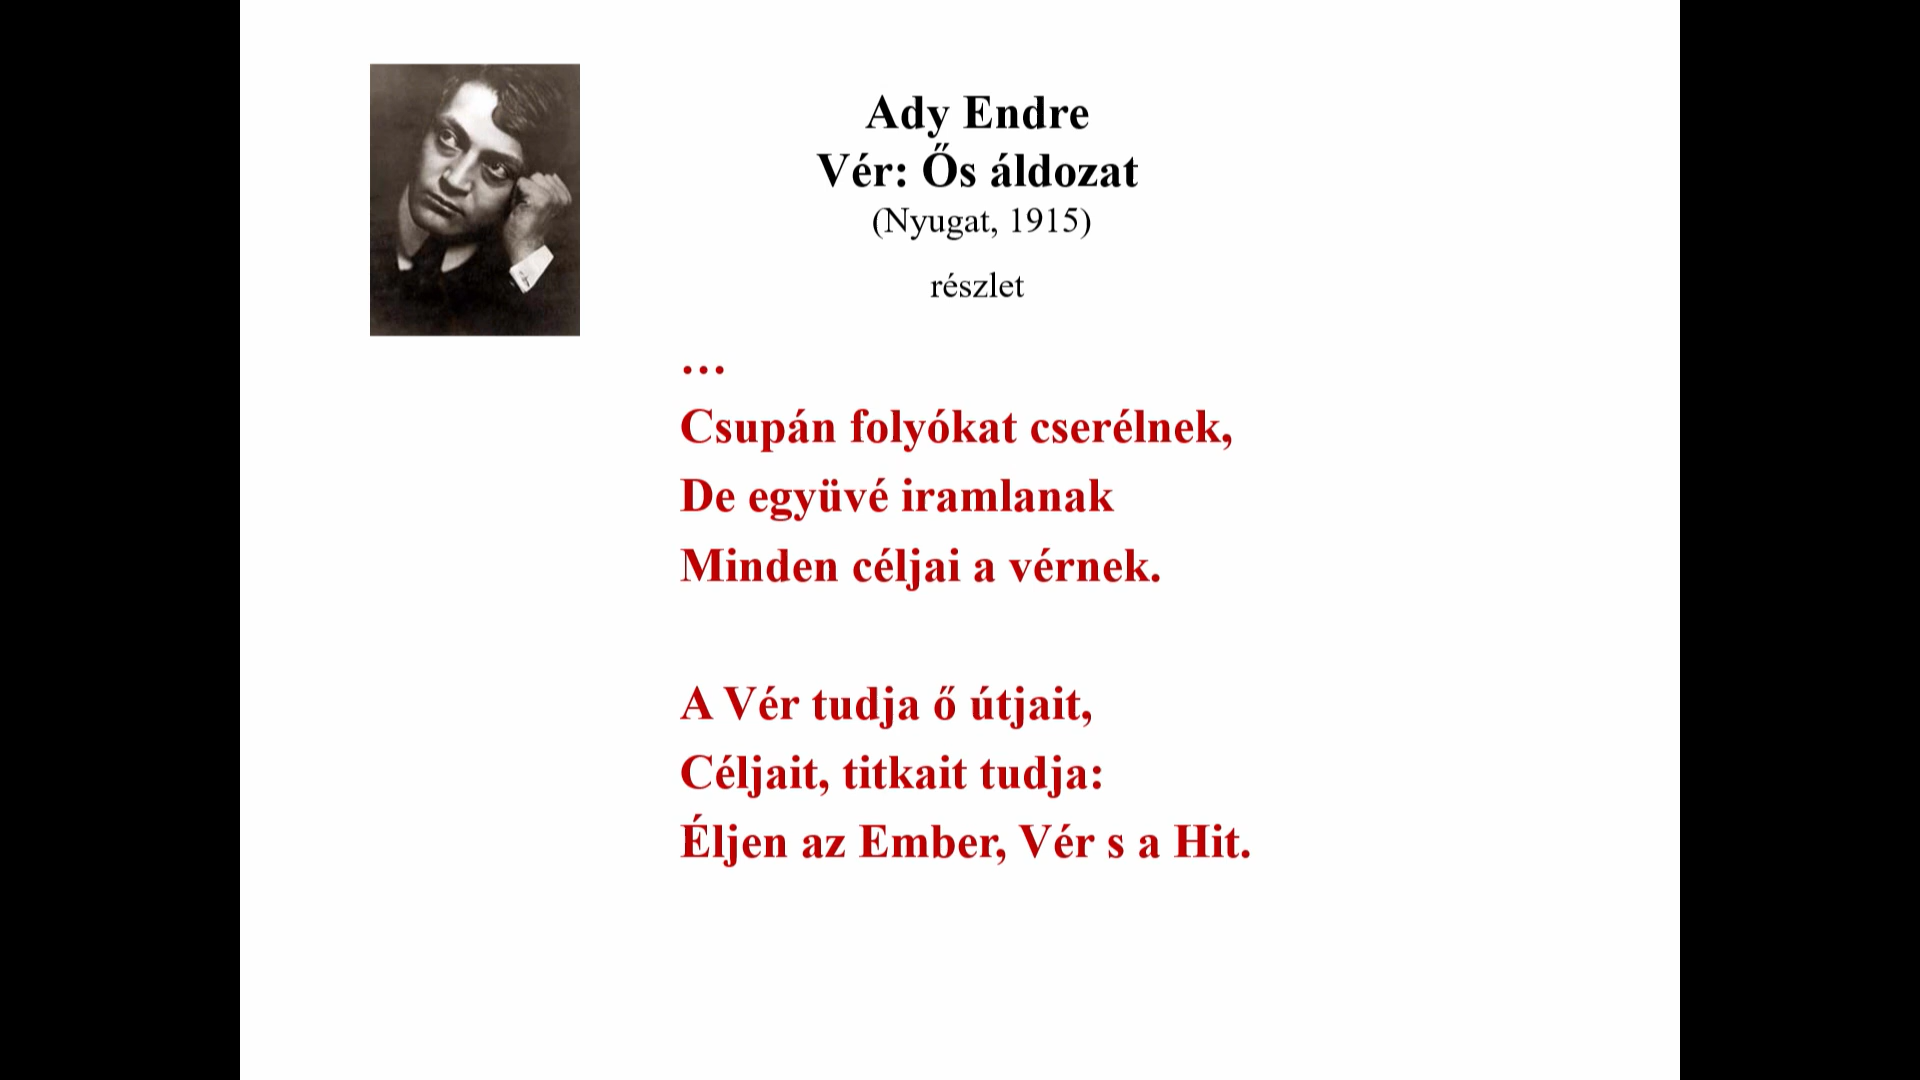 Ady Endre
Vér: Ős áldozat
(Nyugat, 1915)
részlet
…
Csupán folyókat cserélnek,
De együvé iramlanak
Minden céljai a vérnek.
A Vér tudja ő útjait,
Céljait, titkait tudja:
Éljen az Ember, Vér s a Hit.